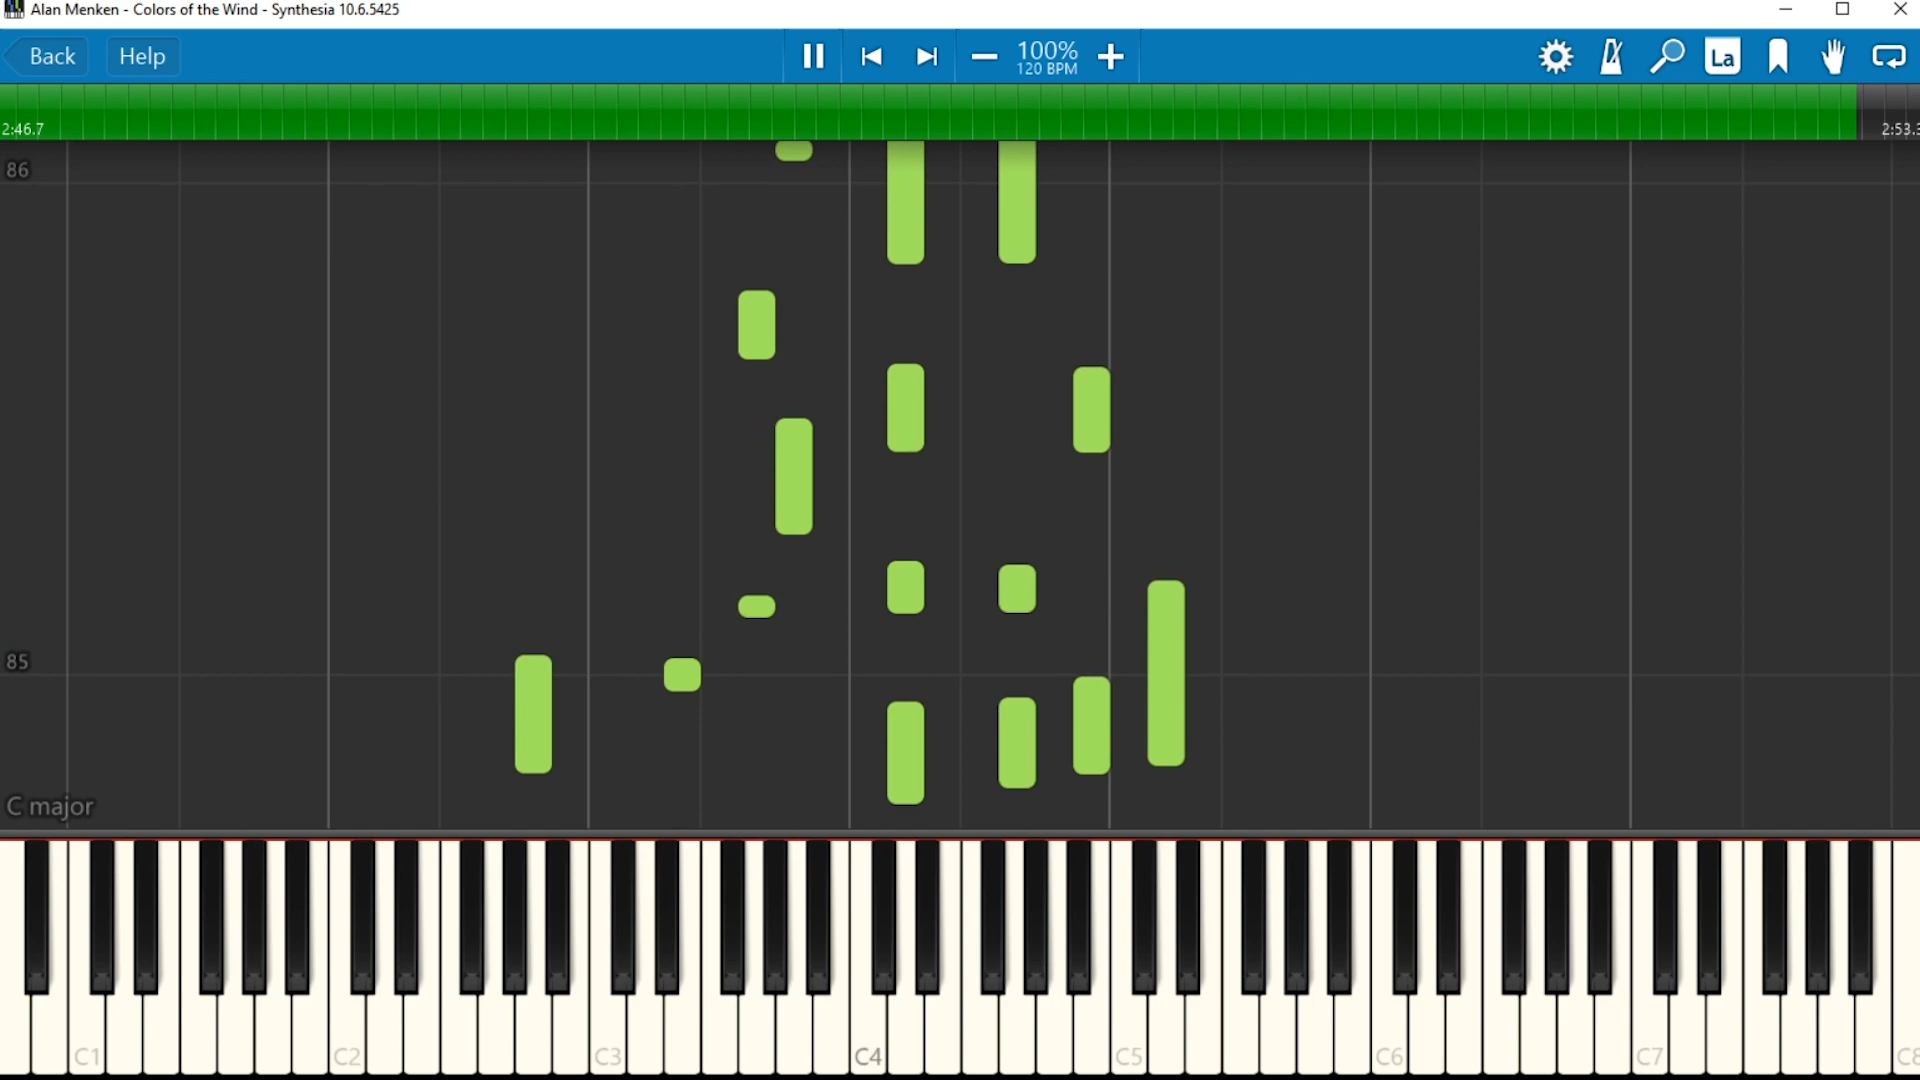 Alan Menken - Colors of the Wind - Synthesia 10.6.5425
Back
Help
100%
120 BPM
La
2:46.7
2:53.3
86
85
C major
C1
C2
C3
C4
C5
C6
C7
C8